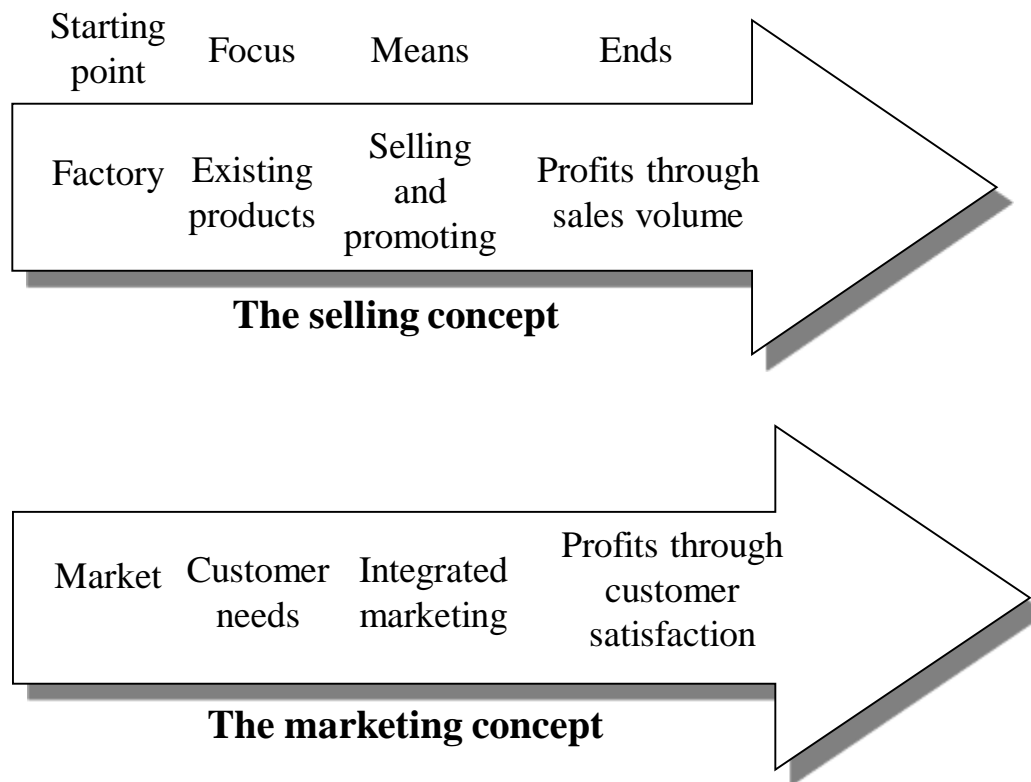 Starting
point
Focus
Means
Ends
Factory
Existing
products
Selling
and
promoting
Profits through
sales volume
The selling concept
Market
Customer
needs
Integrated
marketing
Profits through
customer
satisfaction
The marketing concept